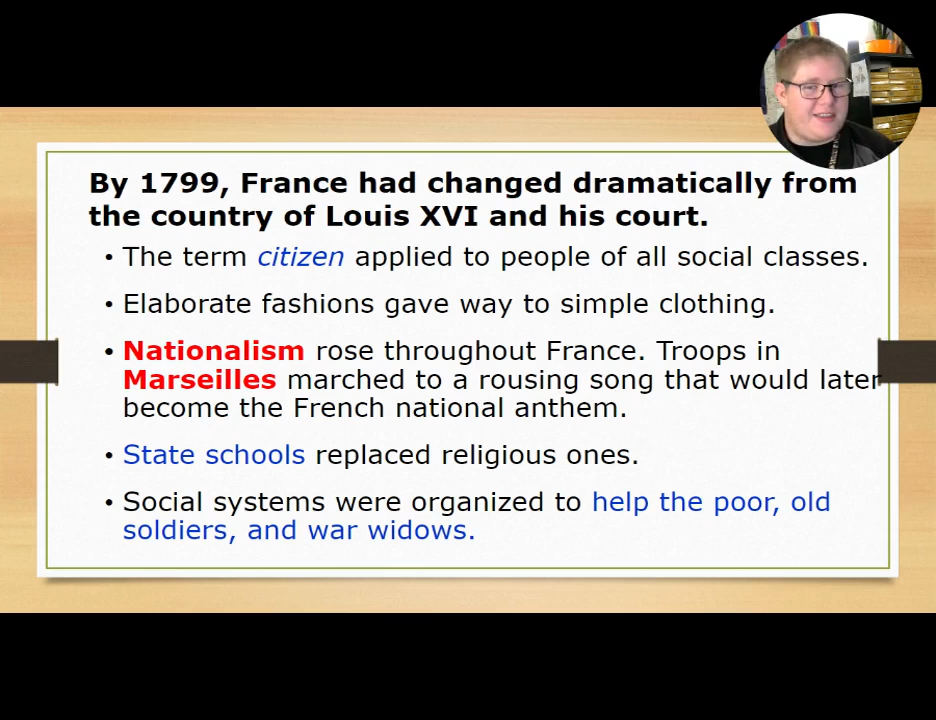 By 1799, France had changed dramatically from
the country of Louis XVI and his court.
• The term citizen applied to people of all social classes.
• Elaborate fashions gave way to simple clothing.
• Nationalism rose throughout France. Troops in
Marseilles marched to a rousing song that would later
become the French national anthem.
• State schools replaced religious ones.
• Social systems were organized to help the poor, old
soldiers, and war widows.